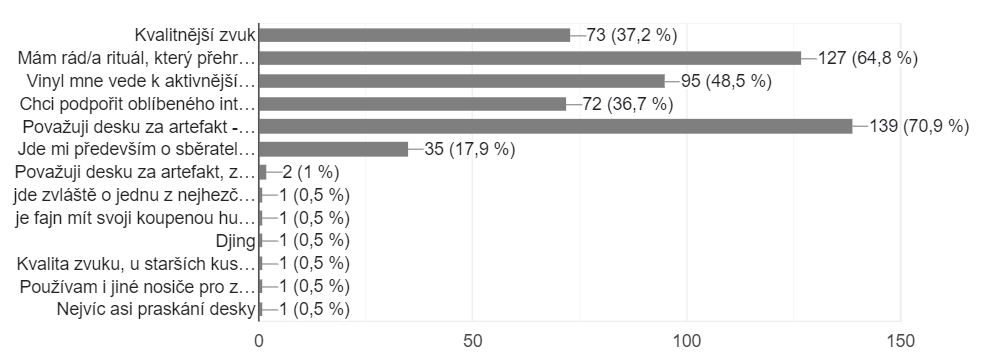 Kvalitnější zvuk 73 (37,2 %)
Mám rád/a rituál, který přehr… 127 (64,8 %)
Vinyl mne vede k aktivnější… 95 (48,5 %)
Chci podpořit oblíbeného int… 72 (36,7 %)
Považuji desku za artefakt -… 139 (70,9 %)
Jde mi především o sběratel… 35 (17,9 %)
Považuji desku za artefakt, z… 2 (1 %)
jde zvláště o jednu z nejhezč… 1 (0,5 %)
je fajn mít svoji koupenou hu… 1 (0,5 %)
Djing 1 (0,5 %)
Kvalita zvuku, u starších kus… 1 (0,5 %)
Používam i jiné nosiče pro z… 1 (0,5 %)
Nejvíc asi praskání desky 1 (0,5 %)
0 50 100 150